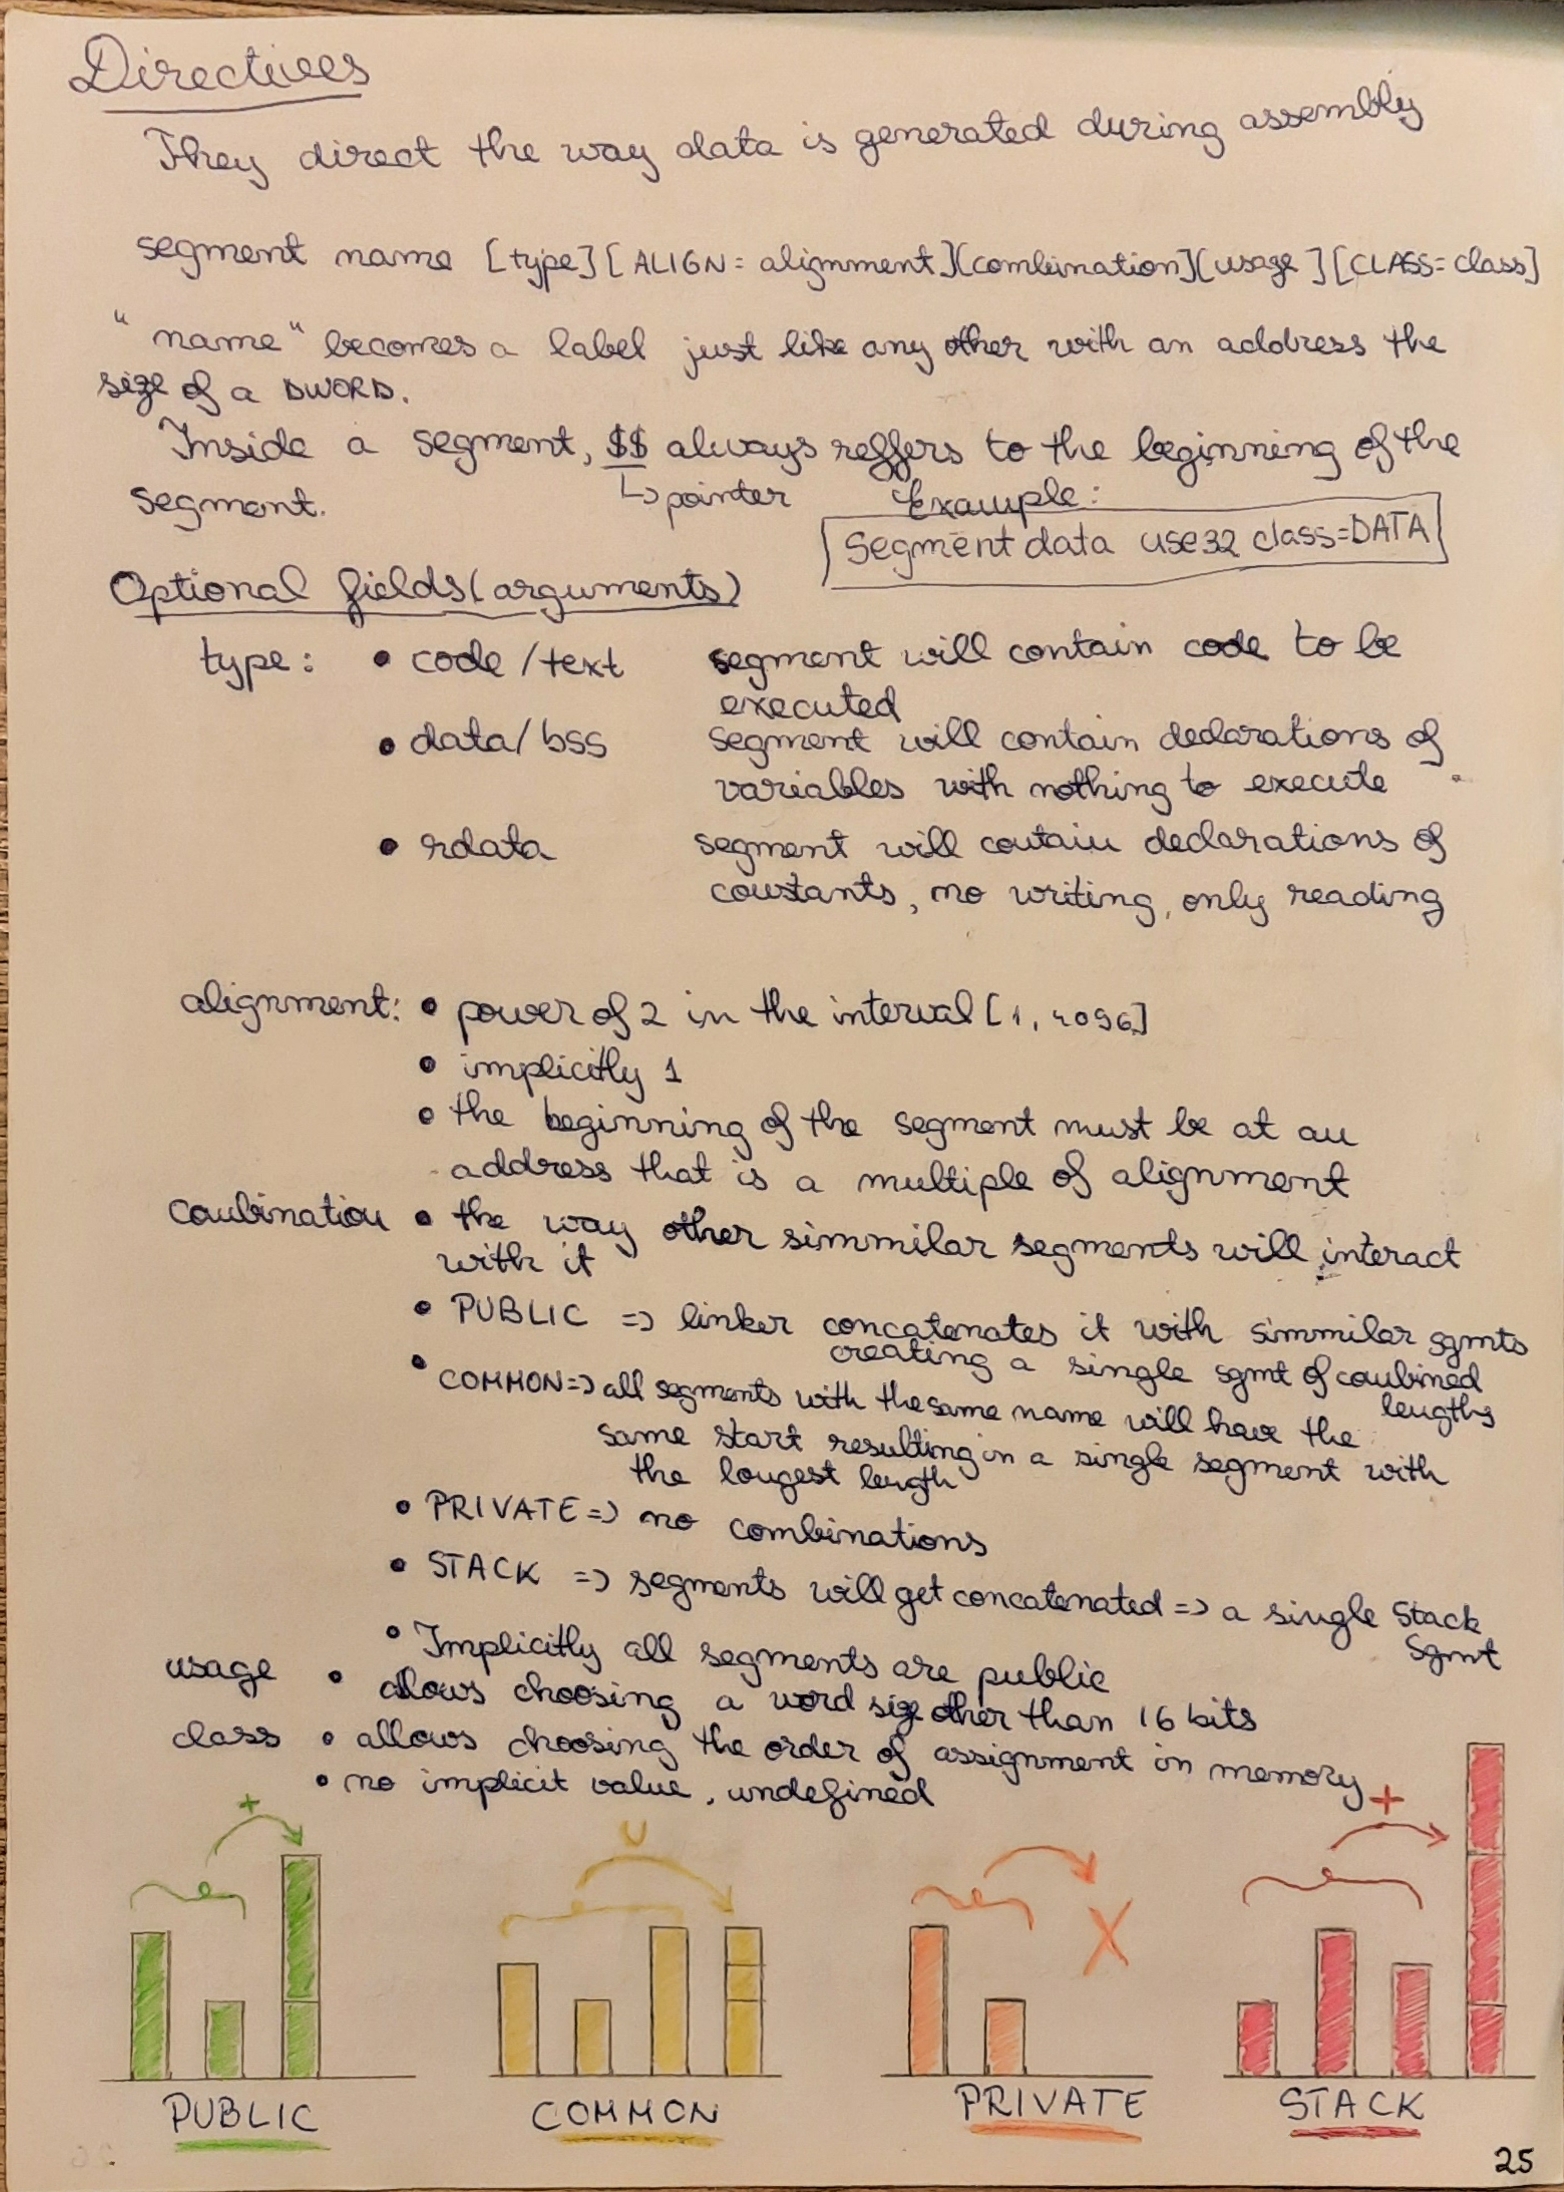 Directives
They direct the way data is generated during assembly
segment name [type][ALIGN=alignment][combination][usage][CLASS=class]
"name" becomes a label just like any other with an address the
size of a DWORD.
Inside a segment, $$ always reffers to the beginning of the
segment.
↳ pointer
Example:
Segment data use32 class=DATA
Optional fields (arguments)
type: • code/text segment will contain code to be
executed
• data/bss segment will contain declarations of
variables with nothing to execute
• rdata segment will contain declarations of
constants, no writing, only reading
alignment: • power of 2 in the interval [1, 4096]
• implicitly 1
• the beginning of the segment must be at an
address that is a multiple of alignment
combination • the way other simmilar segments will interact
with it
• PUBLIC => linker concatenates it with simmilar sgmts
creating a single sgmt of combined
lengths
• COMMON => all segments with the same name will have the
same start resulting in a single segment with
the longest length
• PRIVATE => no combinations
• STACK => segments will get concatenated => a single Stack
Sgmt
• Implicitly all segments are public
usage • allows choosing a word size other than 16 bits
class • allows choosing the order of assignment in memory
• no implicit value, undefined
+ U X +
PUBLIC COMMON PRIVATE STACK
25